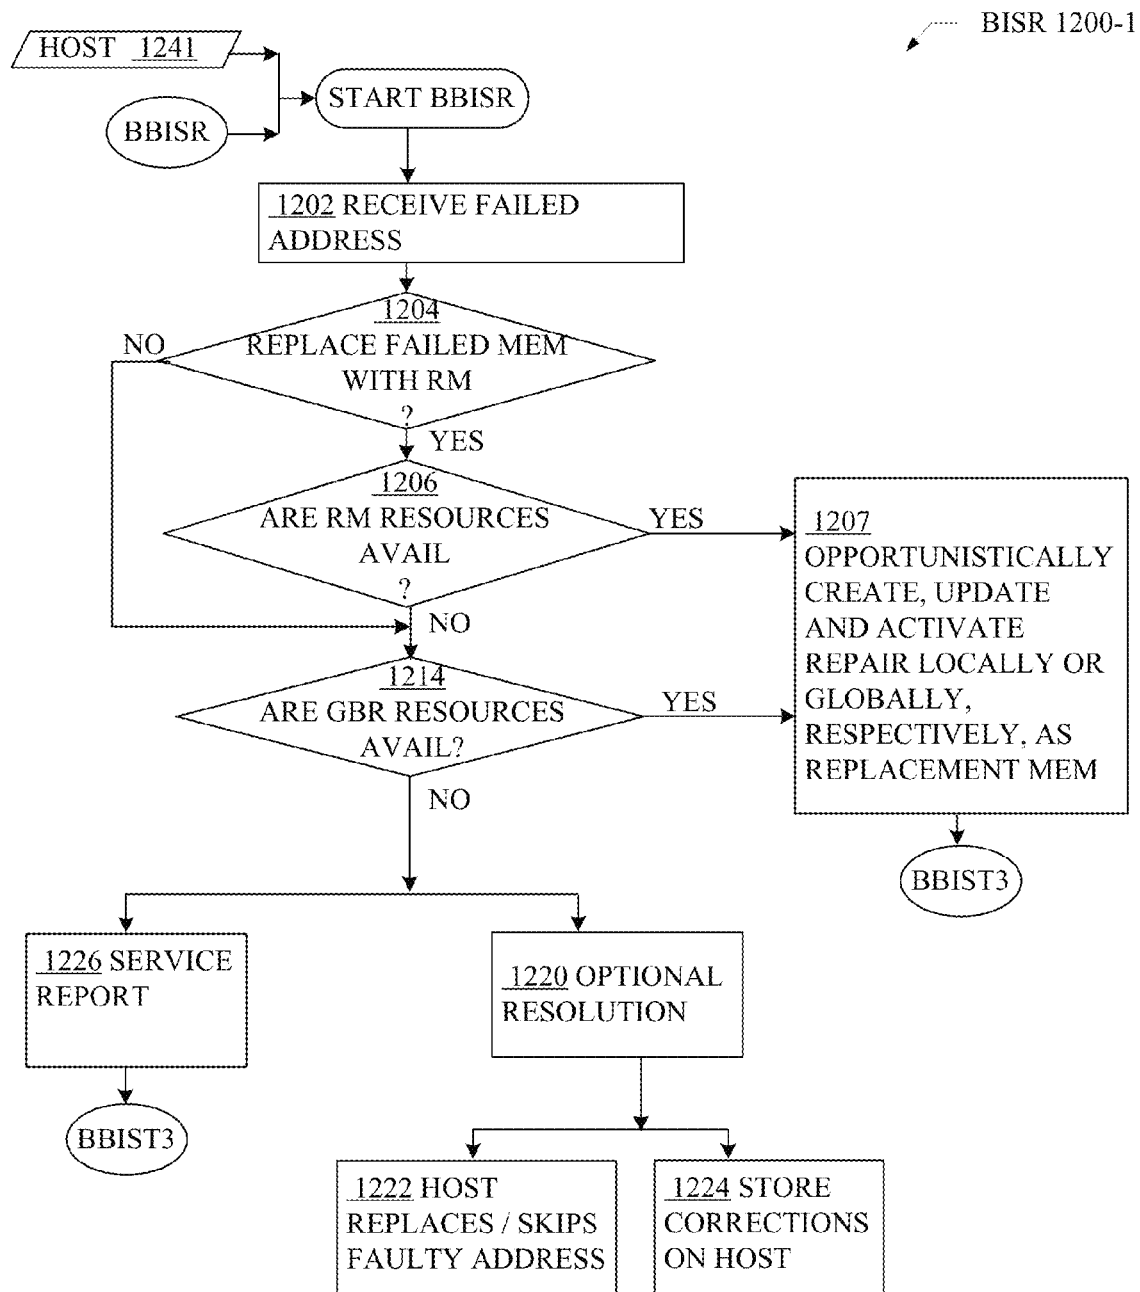 BISR 1200-1
HOST 1241
START BBISR
BBISR
1202 RECEIVE FAILED
ADDRESS
1204
REPLACE FAILED MEM
WITH RM
?
NO
YES
1206
ARE RM RESOURCES
AVAIL
?
YES
NO
1207
OPPORTUNISTICALLY
CREATE, UPDATE
AND ACTIVATE
REPAIR LOCALLY OR
GLOBALLY,
RESPECTIVELY, AS
REPLACEMENT MEM
1214
ARE GBR RESOURCES
AVAIL?
YES
NO
BBIST3
1226 SERVICE
REPORT
1220 OPTIONAL
RESOLUTION
BBIST3
1222 HOST
REPLACES / SKIPS
FAULTY ADDRESS
1224 STORE
CORRECTIONS
ON HOST